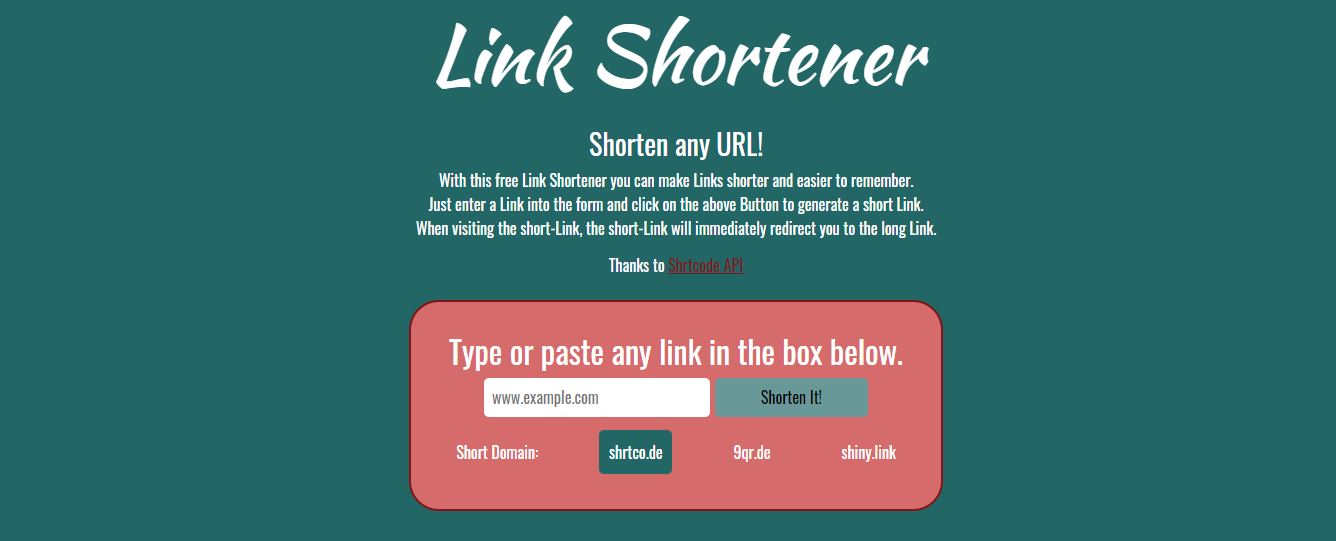 Link Shortener
Shorten any URL!
With this free Link Shortener you can make Links shorter and easier to remember.
Just enter a Link into the form and click on the above Button to generate a short Link.
When visiting the short-Link, the short-Link will immediately redirect you to the long Link.
Thanks to Shrtcode API
Type or paste any link in the box below.
www.example.com Shorten It!
Short Domain: shrtco.de 9qr.de shiny.link